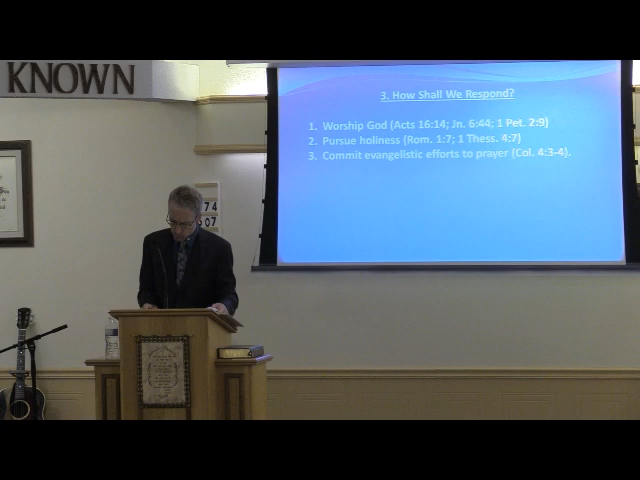 KNOWN
3. How Shall We Respond?
1. Worship God (Acts 16:14; Jn. 6:44; 1 Pet. 2:9)
2. Pursue holiness (Rom. 1:7; 1 Thess. 4:7)
3. Commit evangelistic efforts to prayer (Col. 4:3-4).
74
507